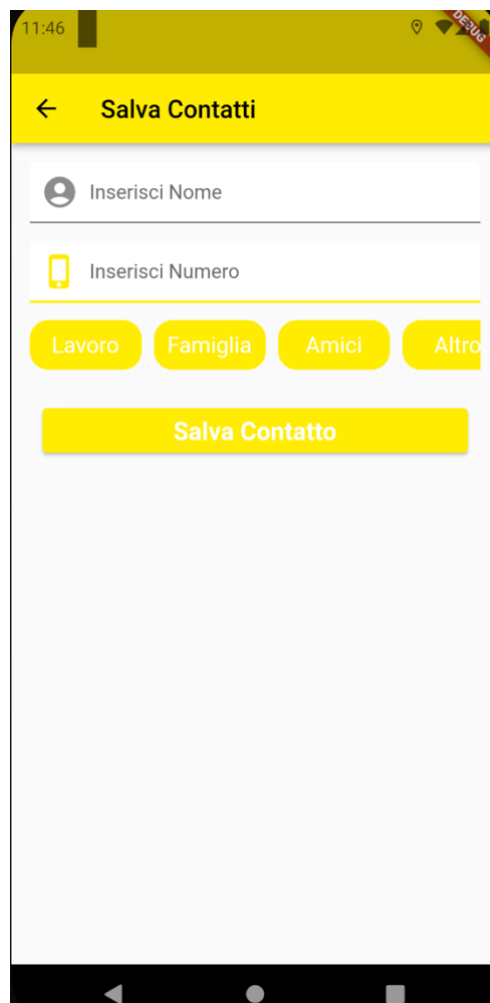 11:46
DEBUG
Salva Contatti
Inserisci Nome
Inserisci Numero
Lavoro Famiglia Amici Altro
Salva Contatto